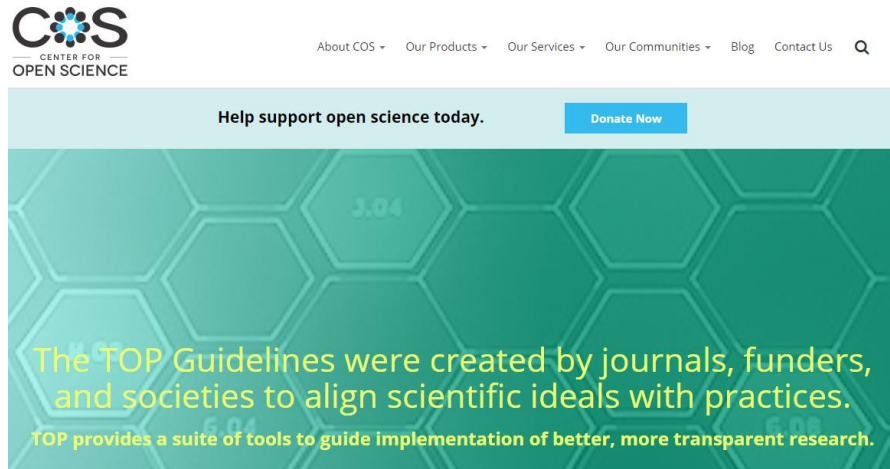 COS
CENTER FOR
OPEN SCIENCE
About COS Our Products Our Services Our Communities Blog Contact Us
Help support open science today. Donate Now
J.04
The TOP Guidelines were created by journals, funders,
and societies to align scientific ideals with practices.
TOP provides a suite of tools to guide implementation of better, more transparent research.